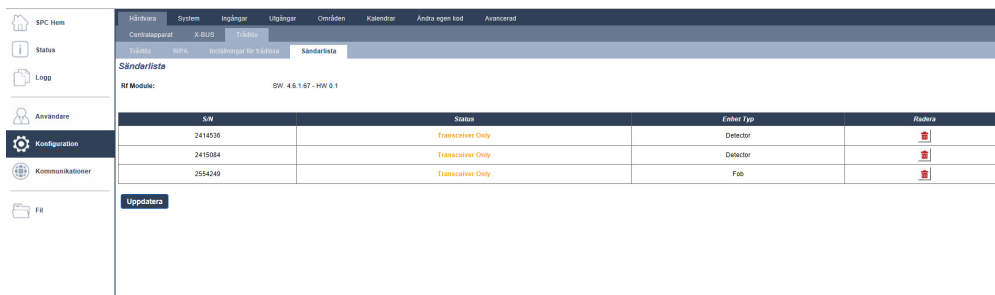 SPC Hem
Status
Logg
Användare
Konfiguration
Kommunikationer
Fil
Hårdvara System Ingångar Utgångar Områden Kalendrar Ändra egen kod Avancerad
Centralapparat X-BUS Trådlös
Trådlös WPA Inställningar för trådlösa Sändarlista
Sändarlista
Rf Module: SW. 4.6.1.67 - HW 0.1
S/N Status Enhet Typ Radera
2414536 Transceiver Only Detector
2415084 Transceiver Only Detector
2554249 Transceiver Only Fob
Uppdatera